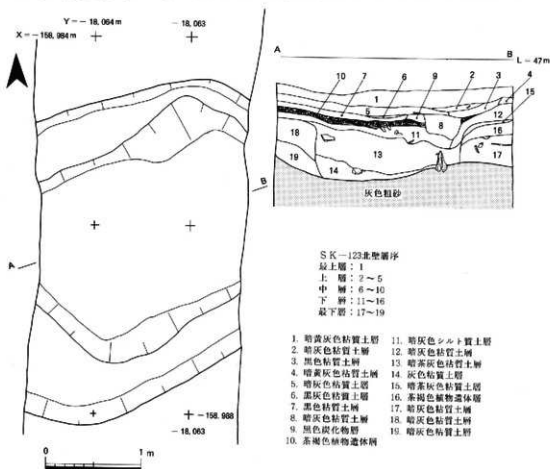 Y=-18,064m
-18,063
X=-158,984m
A
B
L=47m
10
7
6
9
2
3
4
15
1
5
12
8
16
11
18
13
17
19
14
灰色粗砂
B
A
SK-123北壁層序
最上層:1
上 層:2~5
中 層:6~10
下 層:11~16
最下層:17~19
1. 暗黄灰色粘質土層
2. 暗灰色粘質土層
3. 黒色粘質土層
4. 暗黄灰色粘質土層
5. 暗灰色粘質土層
6. 黒灰色粘質土層
7. 黒色粘質土層
8. 暗灰色粘質土層
9. 黒色炭化物層
10. 茶褐色植物遺体層
11. 暗灰色シルト質土層
12. 暗灰色粘質土層
13. 暗茶灰色粘質土層
14. 灰色粘質土層
15. 暗茶灰色粘質土層
16. 茶褐色植物遺体層
17. 暗灰色粘質土層
18. 暗灰色粘質土層
19. 暗灰色粘質土層
-158,988
-18,063
0
1m